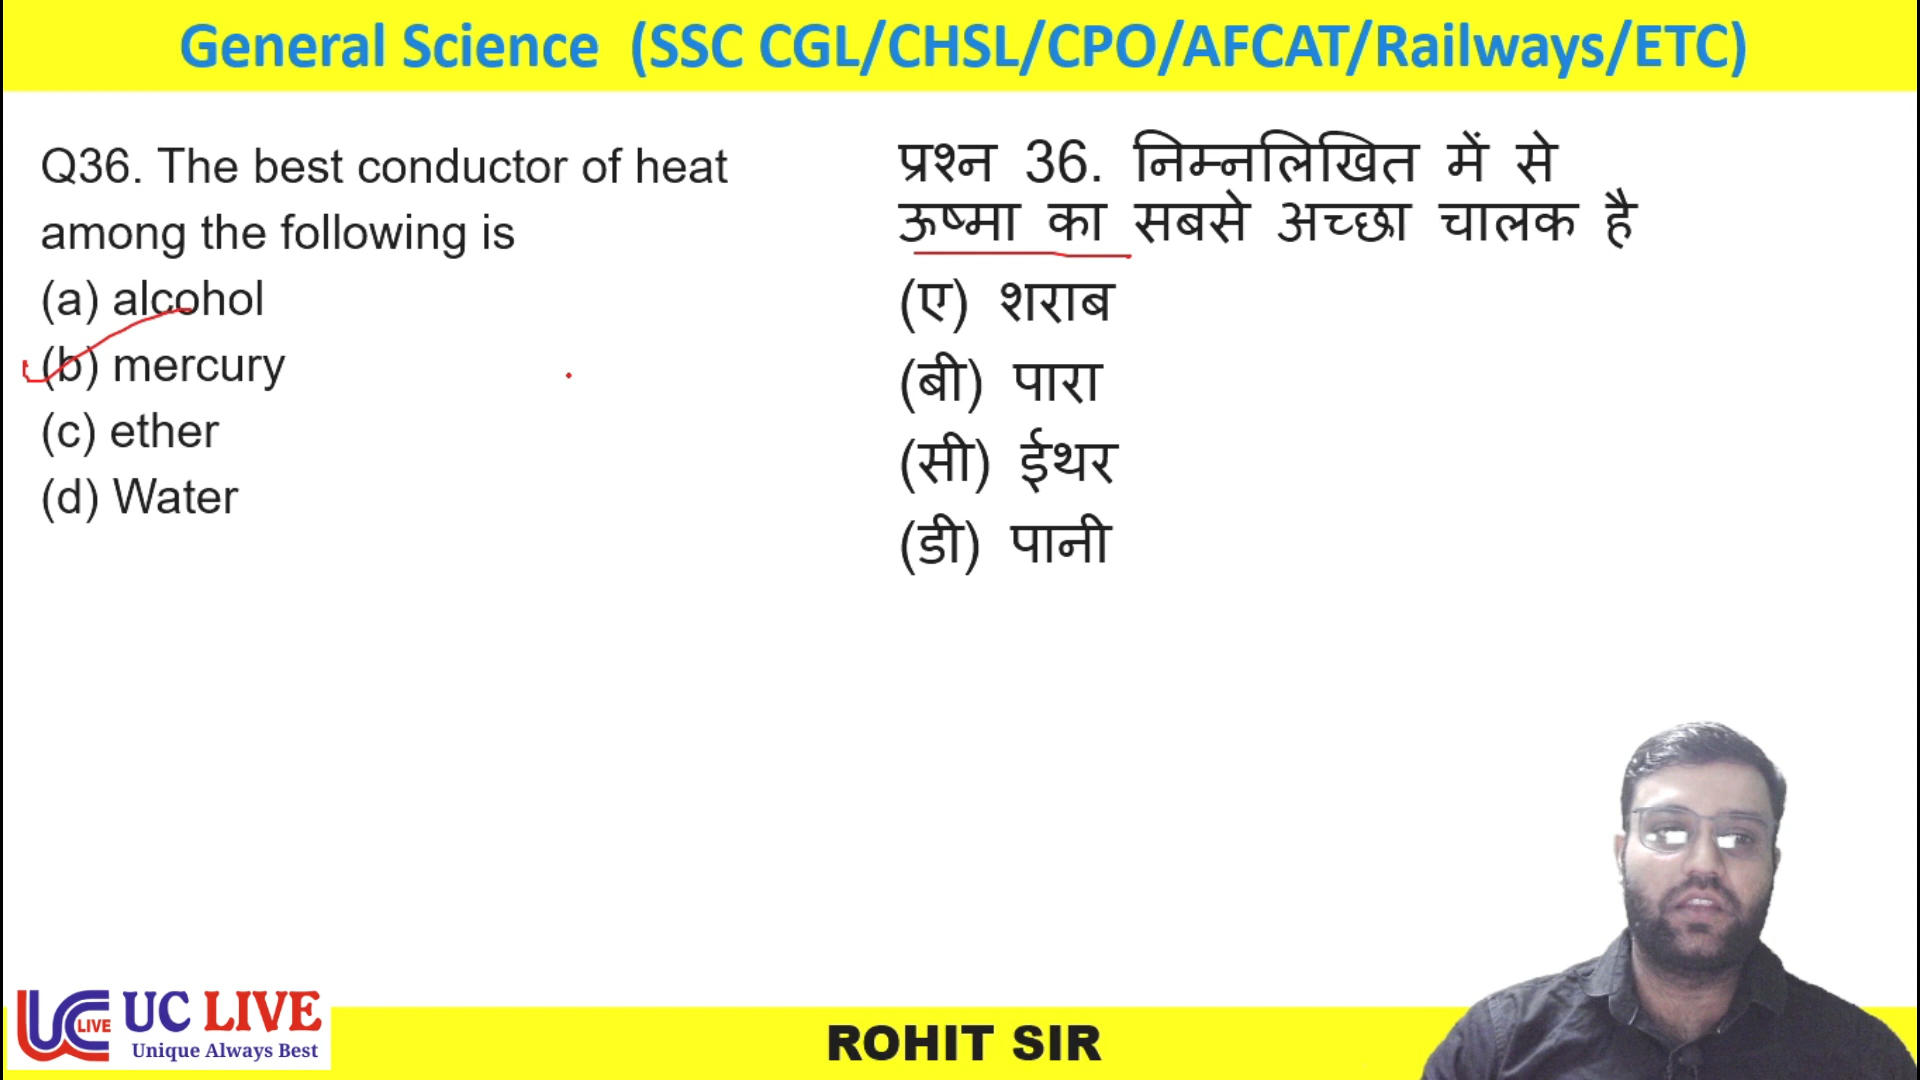 General Science (SSC CGL/CHSL/CPO/AFCAT/Railways/ETC)
Q36. The best conductor of heat
among the following is
(a) alcohol
(b) mercury
(c) ether
(d) Water
प्रश्न 36. निम्नलिखित में से
ऊष्मा का सबसे अच्छा चालक है
(ए) शराब
(बी) पारा
(सी) ईथर
(डी) पानी
LIVE
UC LIVE
Unique Always Best
ROHIT SIR